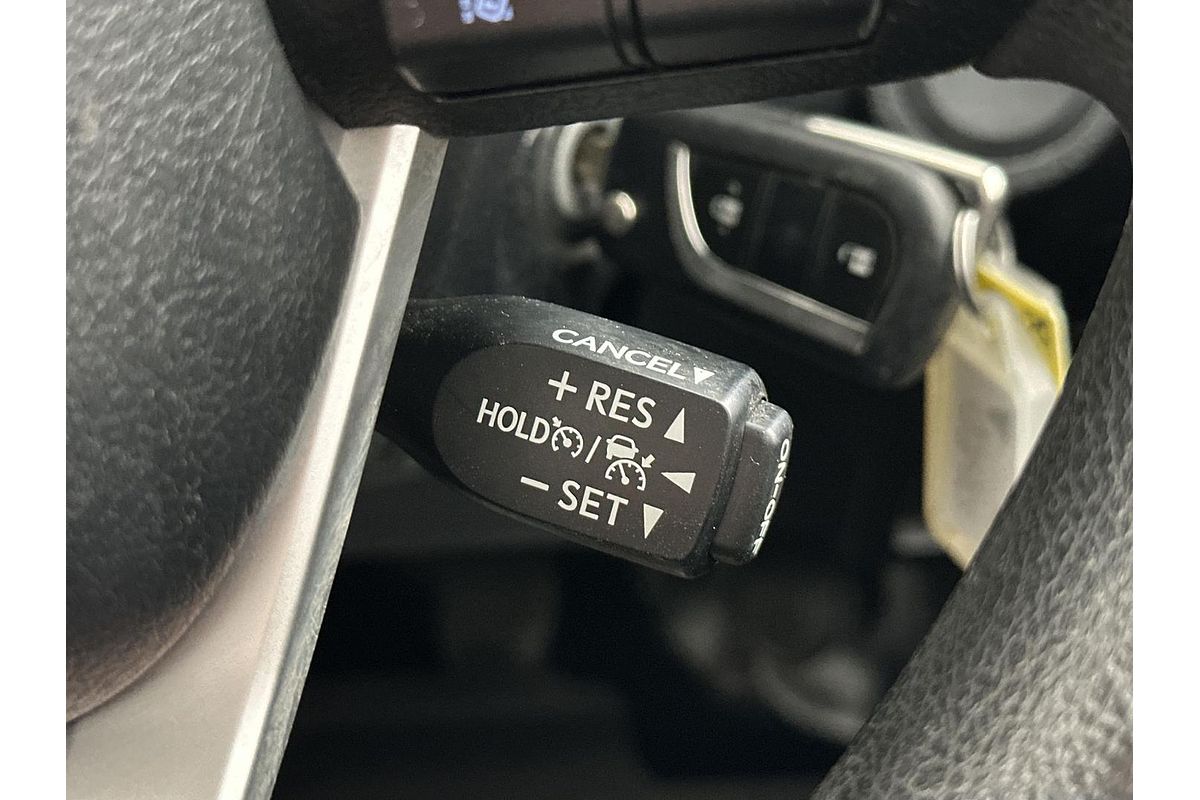 CANCEL
+ RES
HOLD /
- SET
ON-OFF